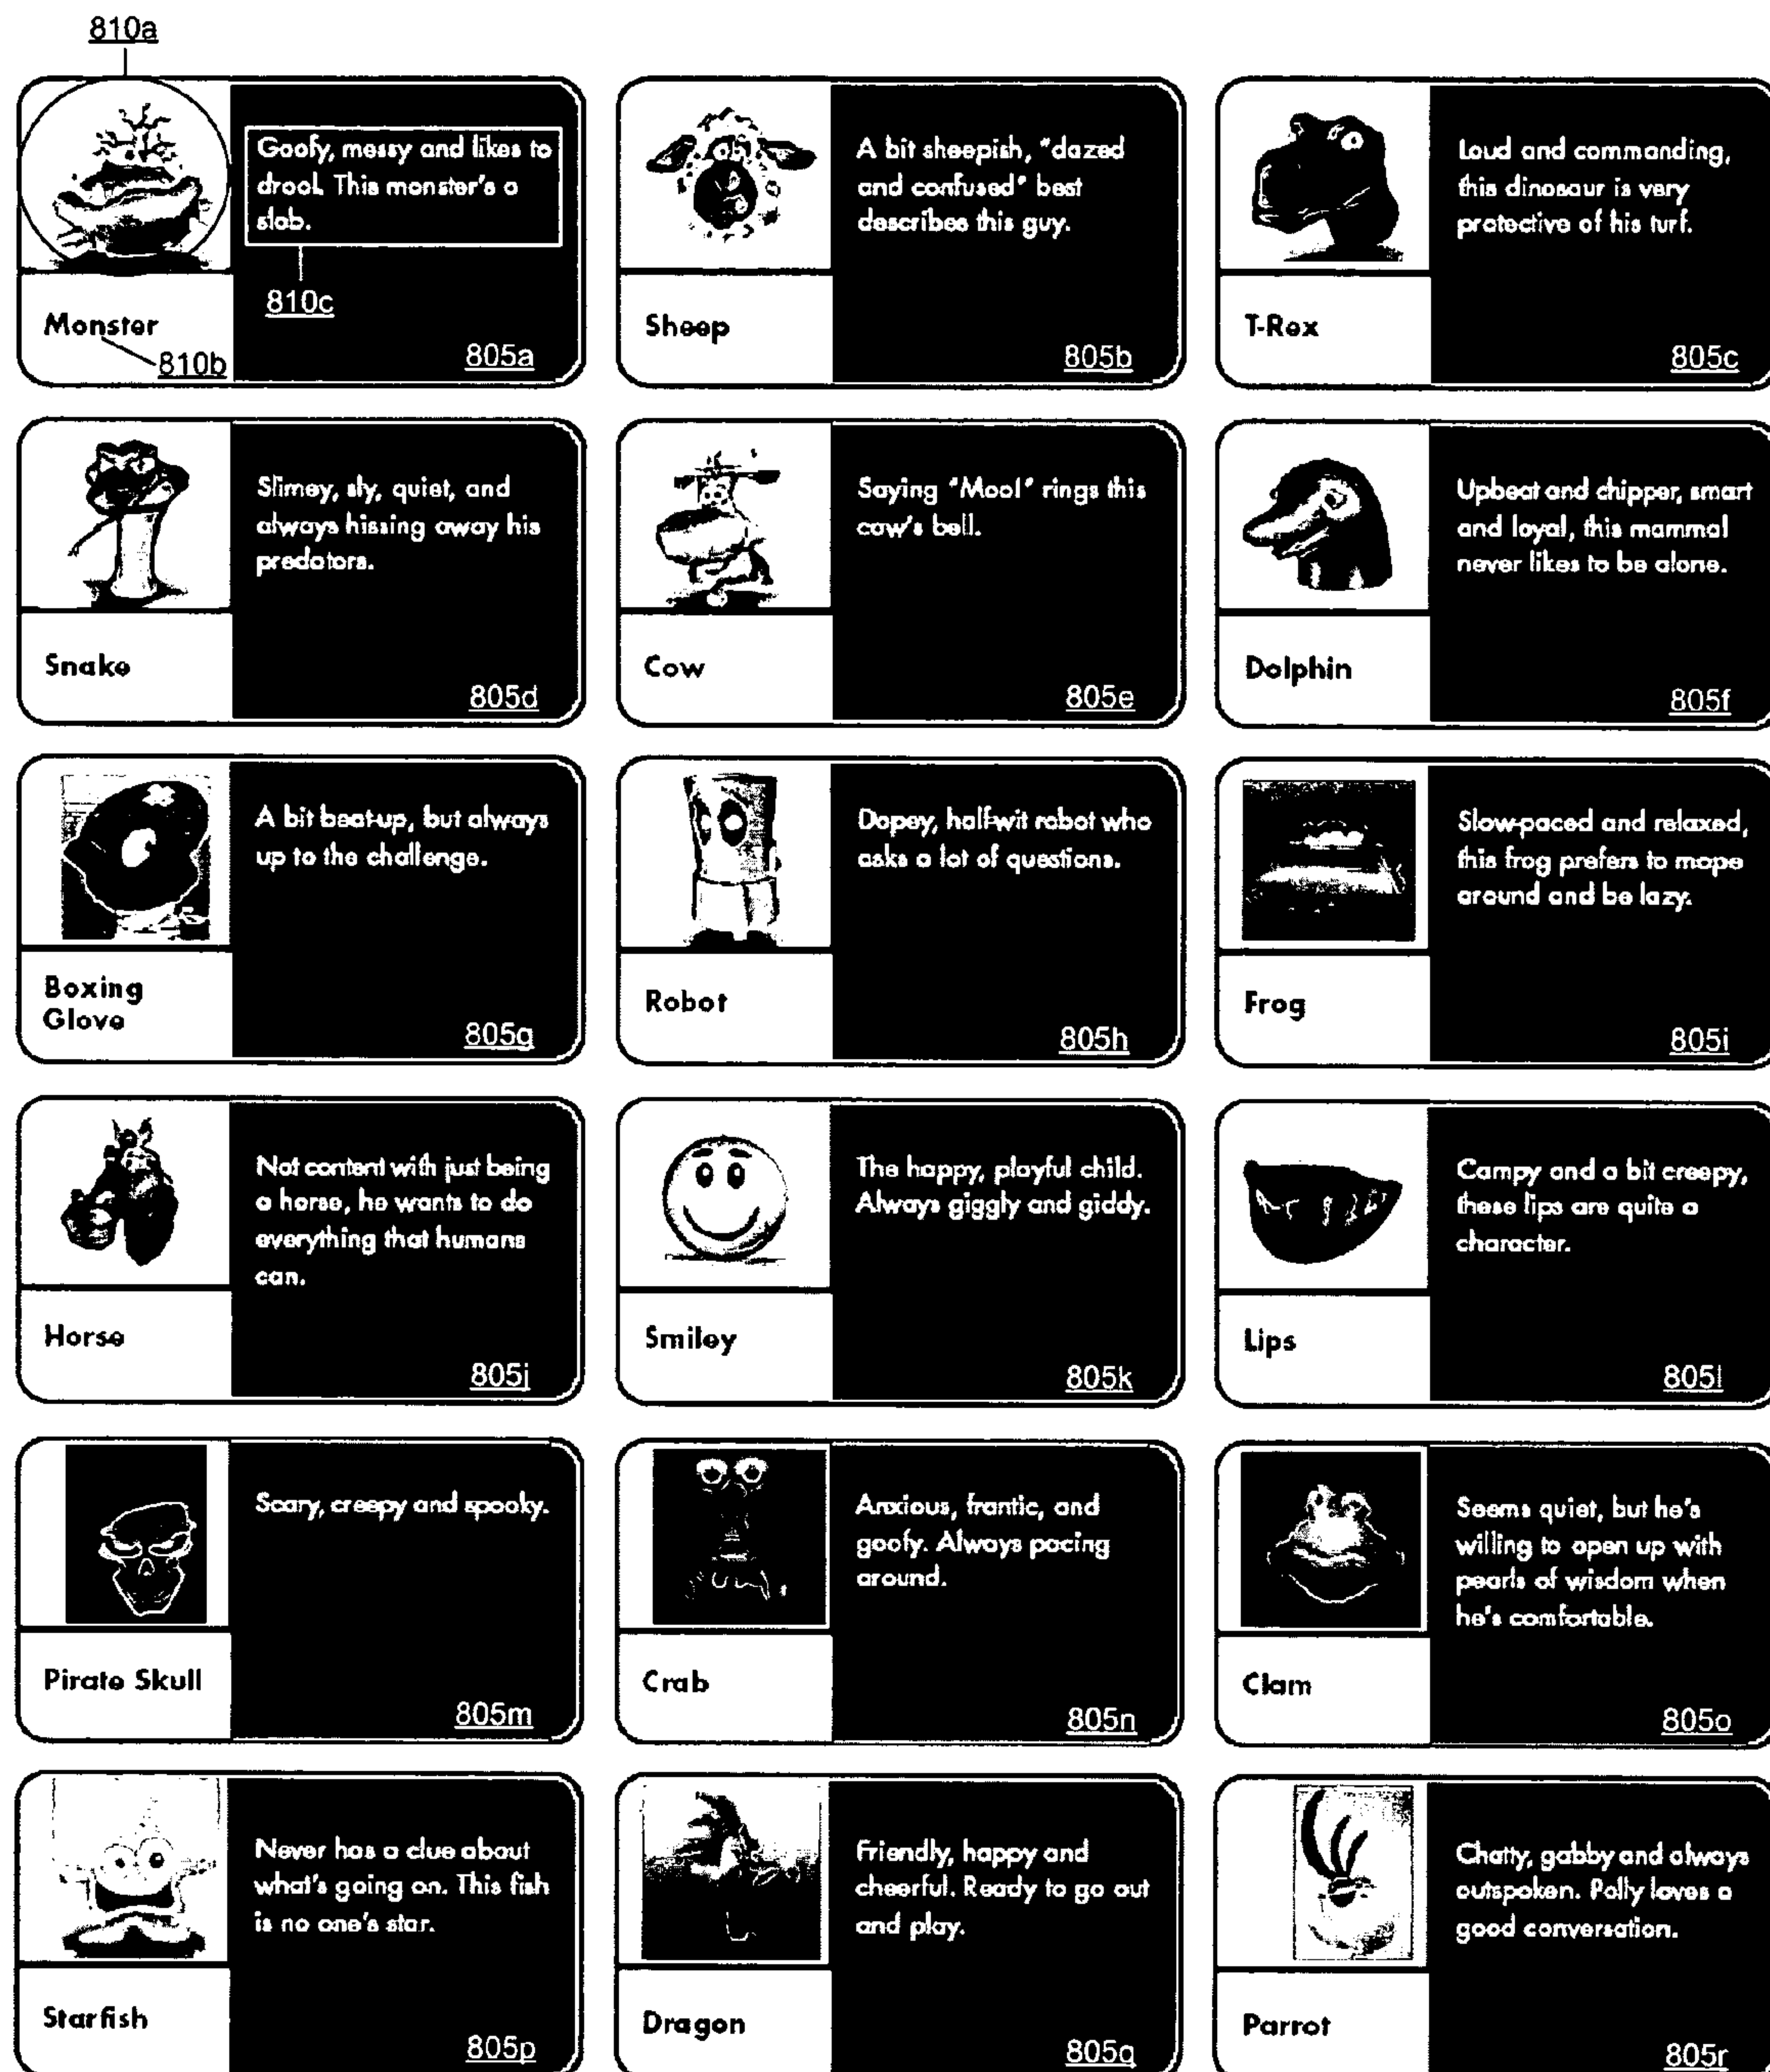 810a
Goofy, messy and likes to
drool. This monster's a
slob.
810c
Monster
810b
805a
A bit sheepish, "dazed
and confused" best
describes this guy.
Sheep
805b
Loud and commanding,
this dinosaur is very
protective of his turf.
T-Rex
805c
Slimey, sly, quiet, and
always hissing away his
predators.
Snake
805d
Saying "Moo!" rings this
cow's bell.
Cow
805e
Upbeat and chipper, smart
and loyal, this mammal
never likes to be alone.
Dolphin
805f
A bit beat-up, but always
up to the challenge.
Boxing
Glove
805g
Dopey, half-wit robot who
asks a lot of questions.
Robot
805h
Slow-paced and relaxed,
this frog prefers to mope
around and be lazy.
Frog
805i
Not content with just being
a horse, he wants to do
everything that humans
can.
Horse
805j
The happy, playful child.
Always giggly and giddy.
Smiley
805k
Campy and a bit creepy,
these lips are quite a
character.
Lips
805l
Scary, creepy and spooky.
Pirate Skull
805m
Anxious, frantic, and
goofy. Always pacing
around.
Crab
805n
Seems quiet, but he's
willing to open up with
pearls of wisdom when
he's comfortable.
Clam
805o
Never has a clue about
what's going on. This fish
is no one's star.
Starfish
805p
Friendly, happy and
cheerful. Ready to go out
and play.
Dragon
805q
Chatty, gabby and always
outspoken. Polly loves a
good conversation.
Parrot
805r